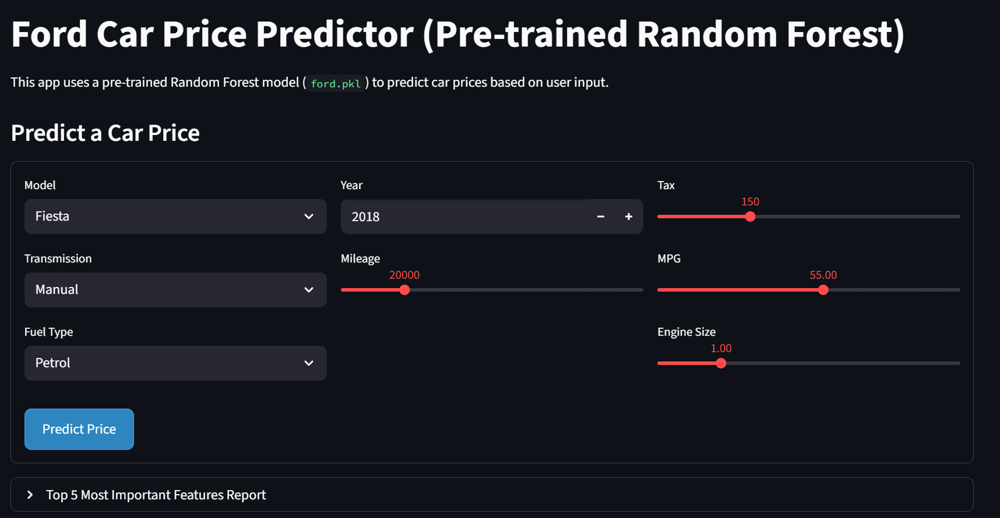 Ford Car Price Predictor (Pre-trained Random Forest)
This app uses a pre-trained Random Forest model ( ford.pkl ) to predict car prices based on user input.
Predict a Car Price
Model
Fiesta
Year
2018
Tax
150
Transmission
Manual
Mileage
20000
MPG
55.00
Fuel Type
Petrol
Engine Size
1.00
Predict Price
Top 5 Most Important Features Report